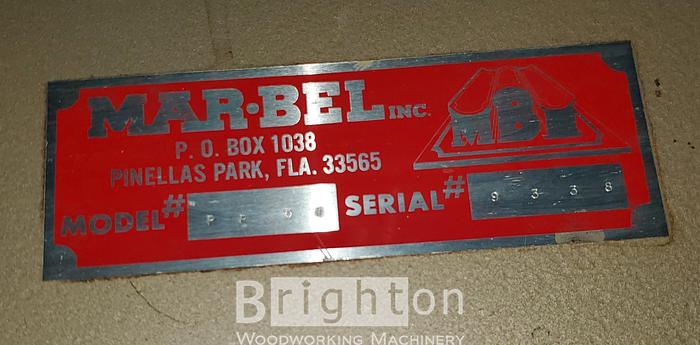 MAR-BEL INC.
P. O. BOX 1038
PINELLAS PARK, FLA. 33565
MBI
MODEL#
SERIAL# 9338
Brighton
WOODWORKING MACHINERY